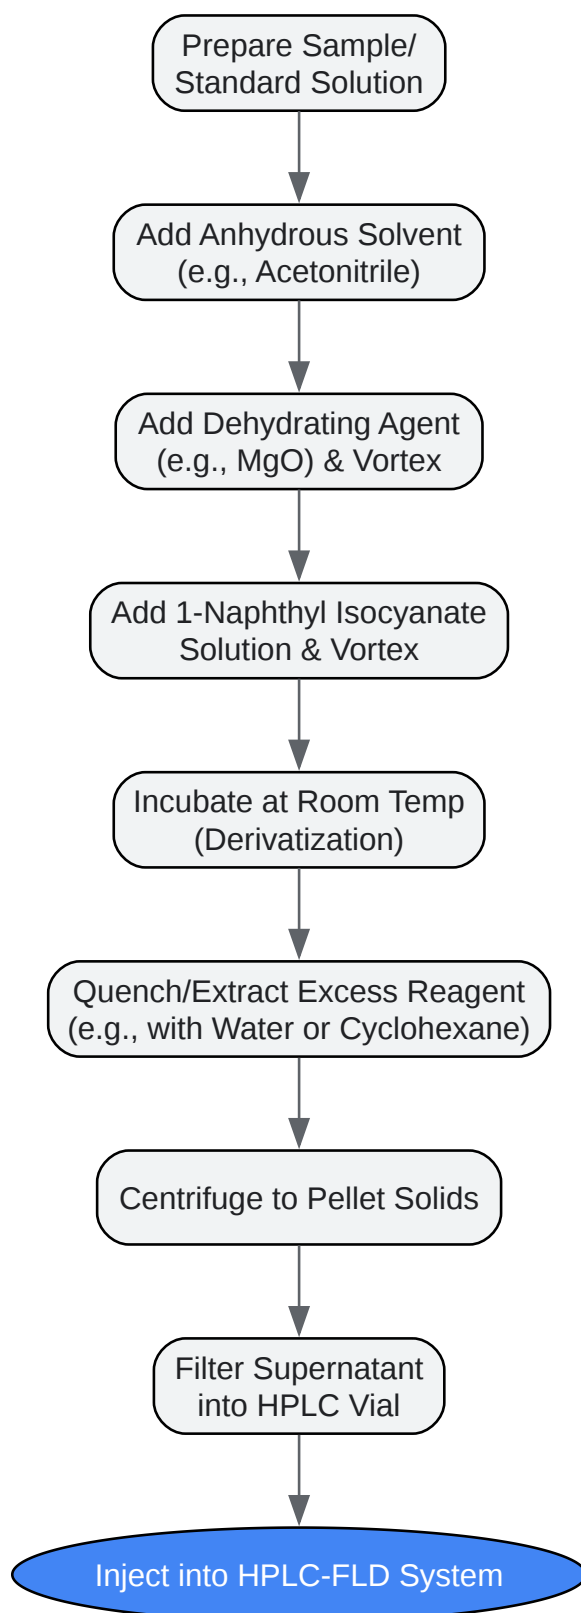 Prepare Sample/
Standard Solution
Add Anhydrous Solvent
(e.g., Acetonitrile)
Add Dehydrating Agent
(e.g., MgO) & Vortex
Add 1-Naphthyl Isocyanate
Solution & Vortex
Incubate at Room Temp
(Derivatization)
Quench/Extract Excess Reagent
(e.g., with Water or Cyclohexane)
Centrifuge to Pellet Solids
Filter Supernatant
into HPLC Vial
Inject into HPLC-FLD System